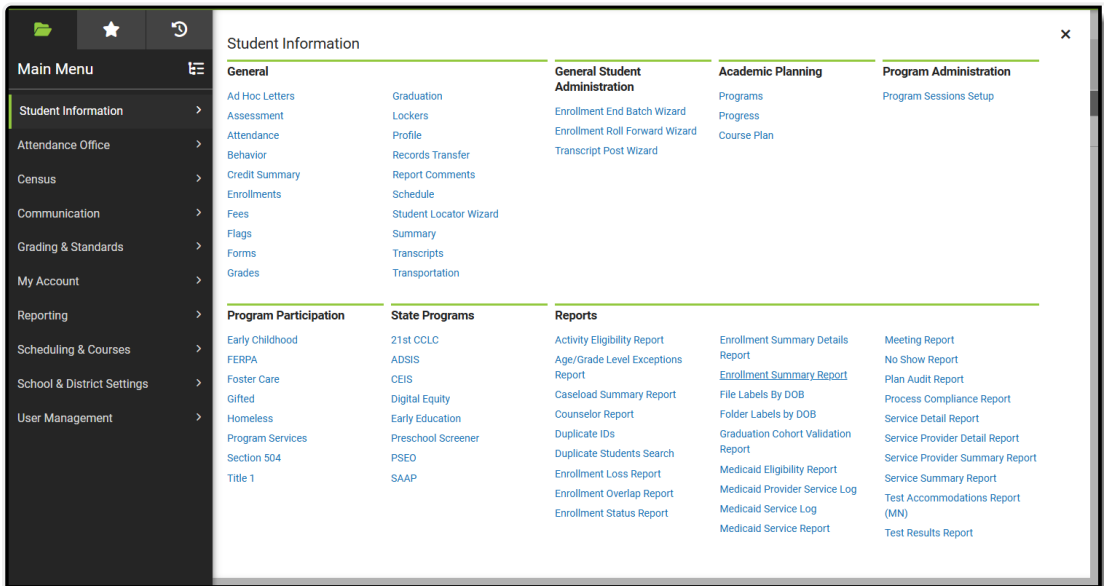 Main Menu
Student Information
Attendance Office
Census
Communication
Grading & Standards
My Account
Reporting
Scheduling & Courses
School & District Settings
User Management
Student Information
General
Ad Hoc Letters
Assessment
Attendance
Behavior
Credit Summary
Enrollments
Fees
Flags
Forms
Grades
Graduation
Lockers
Profile
Records Transfer
Report Comments
Schedule
Student Locator Wizard
Summary
Transcripts
Transportation
General Student
Administration
Enrollment End Batch Wizard
Enrollment Roll Forward Wizard
Transcript Post Wizard
Academic Planning
Programs
Progress
Course Plan
Program Administration
Program Sessions Setup
Program Participation
Early Childhood
FERPA
Foster Care
Gifted
Homeless
Program Services
Section 504
Title 1
State Programs
21st CCLC
ADSIS
CEIS
Digital Equity
Early Education
Preschool Screener
PSEO
SAAP
Reports
Activity Eligibility Report
Age/Grade Level Exceptions
Report
Caseload Summary Report
Counselor Report
Duplicate IDs
Duplicate Students Search
Enrollment Loss Report
Enrollment Overlap Report
Enrollment Status Report
Enrollment Summary Details
Report
Enrollment Summary Report
File Labels By DOB
Folder Labels by DOB
Graduation Cohort Validation
Report
Medicaid Eligibility Report
Medicaid Provider Service Log
Medicaid Service Log
Medicaid Service Report
Meeting Report
No Show Report
Plan Audit Report
Process Compliance Report
Service Detail Report
Service Provider Detail Report
Service Provider Summary Report
Service Summary Report
Test Accommodations Report
(MN)
Test Results Report